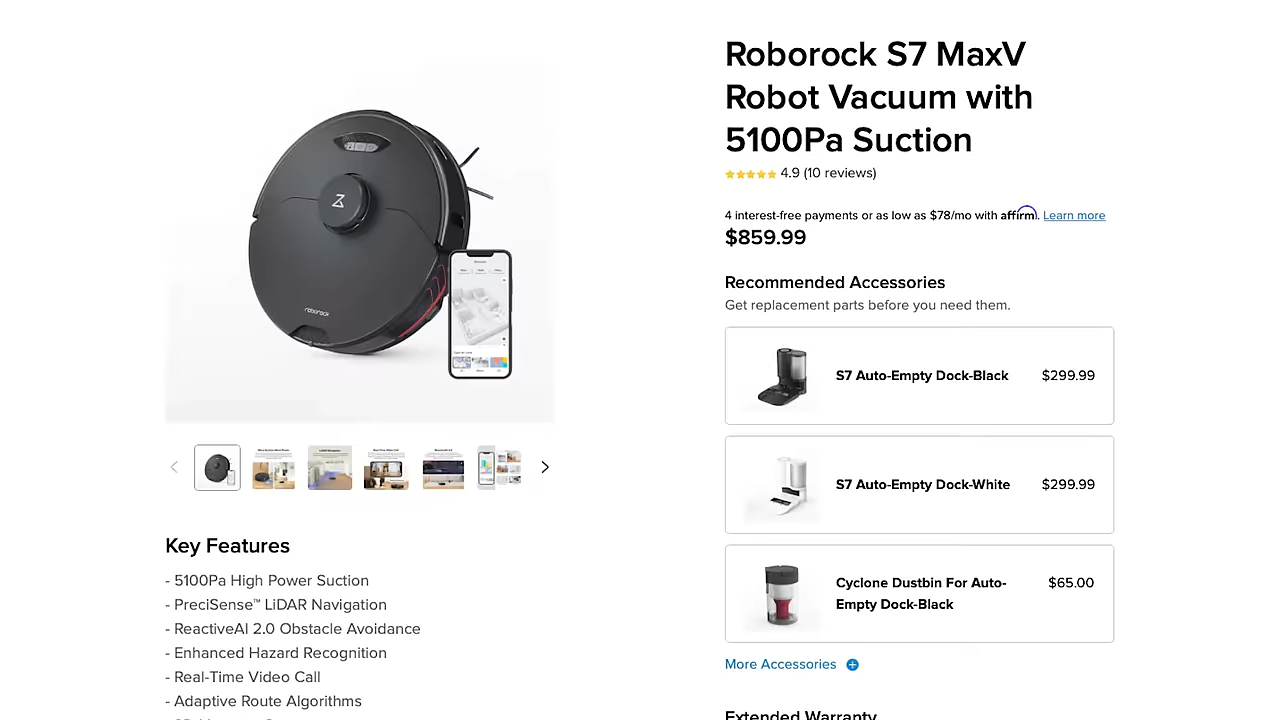 Roborock S7 MaxV
Robot Vacuum with
5100Pa Suction
4.9 (10 reviews)
4 interest-free payments or as low as $78/mo with affirm. Learn more
$859.99
Recommended Accessories
Get replacement parts before you need them.
S7 Auto-Empty Dock-Black $299.99
S7 Auto-Empty Dock-White $299.99
Cyclone Dustbin For Auto- $65.00
Empty Dock-Black
More Accessories
Extended Warranty
roborock
Key Features
- 5100Pa High Power Suction
- PreciSense™ LiDAR Navigation
- ReactiveAI 2.0 Obstacle Avoidance
- Enhanced Hazard Recognition
- Real-Time Video Call
- Adaptive Route Algorithms